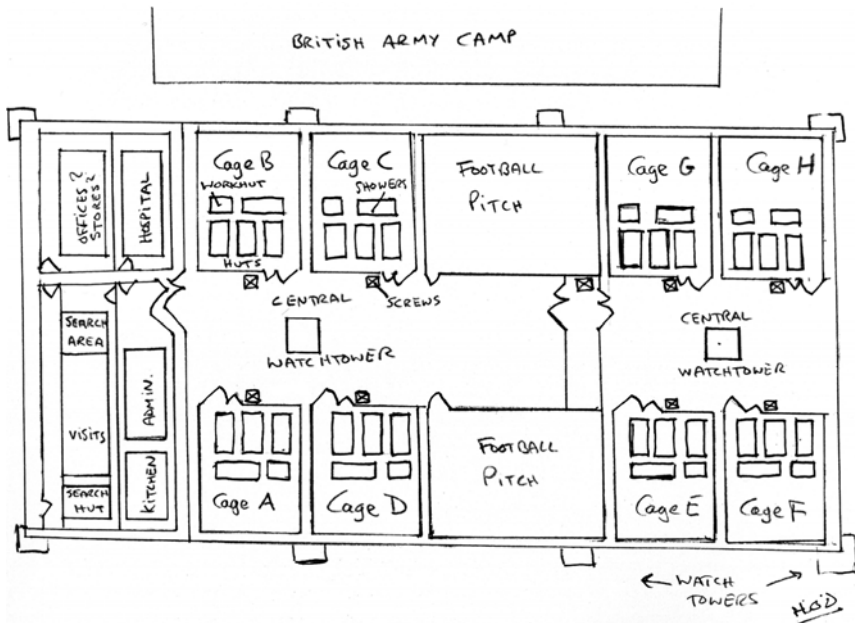 BRITISH ARMY CAMP
OFFICES?
STORES?
HOSPITAL
Cage B
WORKHUT
HUTS
Cage C
SHOWERS
FOOTBALL
PITCH
Cage G
Cage H
CENTRAL
WATCHTOWER
SCREWS
CENTRAL
WATCHTOWER
SEARCH
AREA
VISITS
SEARCH
HUT
ADMIN.
KITCHEN
Cage A
Cage D
FOOTBALL
PITCH
Cage E
Cage F
WATCH
TOWERS